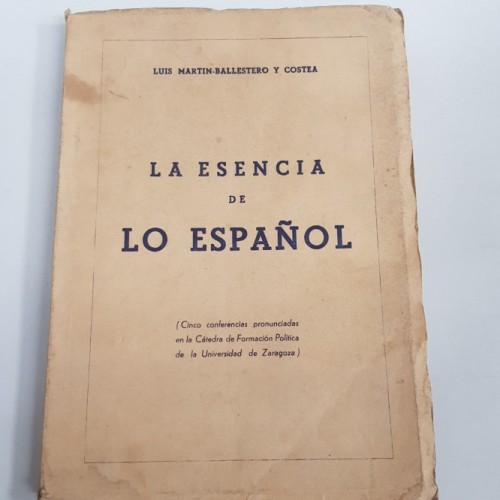 LUIS MARTIN-BALLESTERO Y COSTEA
LA ESENCIA
DE
LO ESPAÑOL
(Cinco conferencias pronunciadas
en la Cátedra de Formación Política
de la Universidad de Zaragoza)